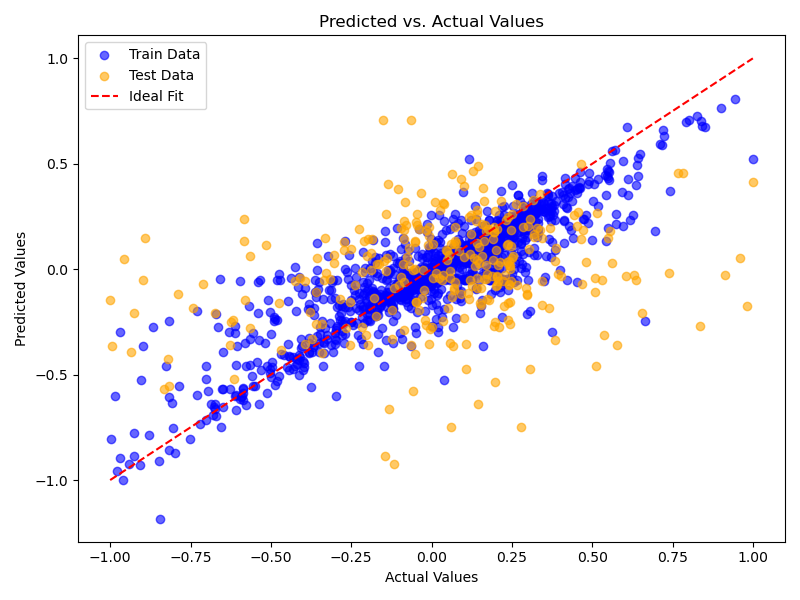 Predicted vs. Actual Values
Train Data
Test Data
Ideal Fit
1.0
0.5
0.0
−0.5
−1.0
Predicted Values
−1.00 −0.75 −0.50 −0.25 0.00 0.25 0.50 0.75 1.00
Actual Values